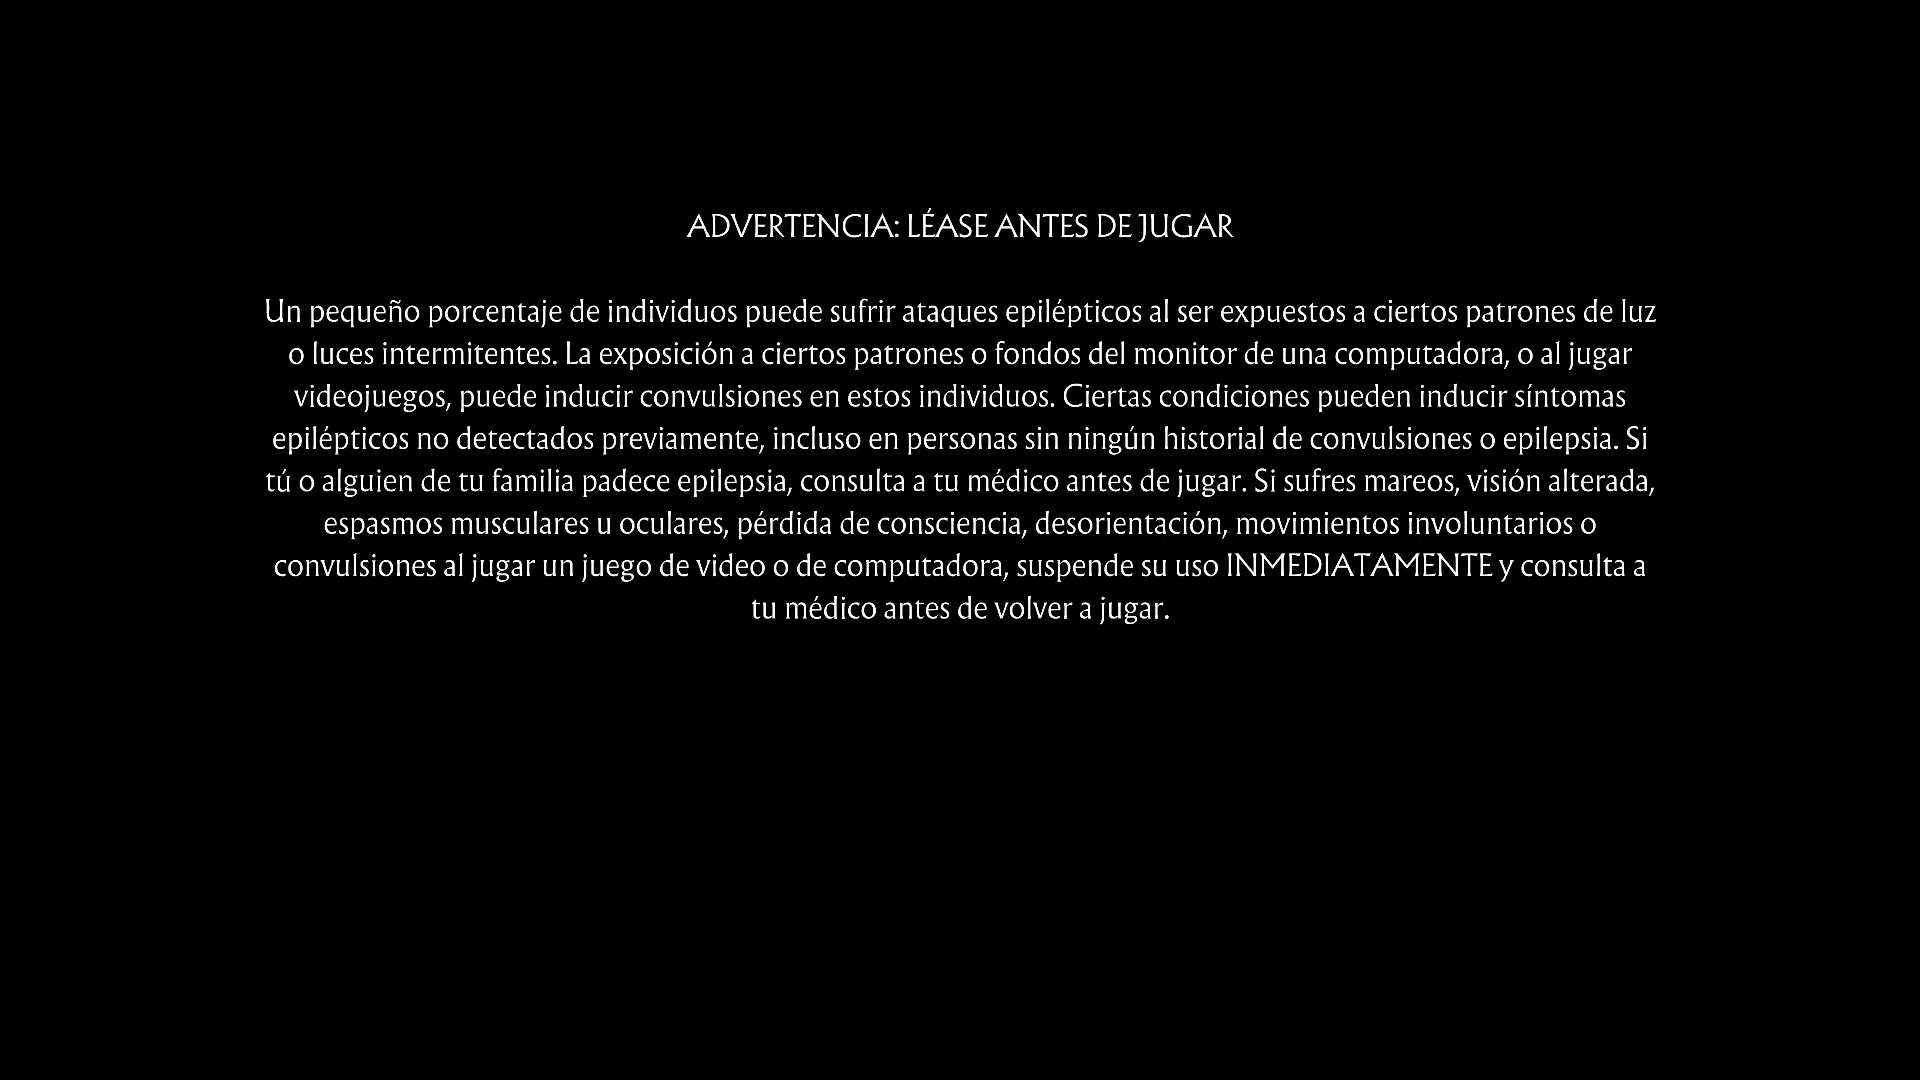 ADVERTENCIA: LÉASE ANTES DE JUGAR
Un pequeño porcentaje de individuos puede sufrir ataques epilépticos al ser expuestos a ciertos patrones de luz
o luces intermitentes. La exposición a ciertos patrones o fondos del monitor de una computadora, o al jugar
videojuegos, puede inducir convulsiones en estos individuos. Ciertas condiciones pueden inducir síntomas
epilépticos no detectados previamente, incluso en personas sin ningún historial de convulsiones o epilepsia. Si
tú o alguien de tu familia padece epilepsia, consulta a tu médico antes de jugar. Si sufres mareos, visión alterada,
espasmos musculares u oculares, pérdida de consciencia, desorientación, movimientos involuntarios o
convulsiones al jugar un juego de video o de computadora, suspende su uso INMEDIATAMENTE y consulta a
tu médico antes de volver a jugar.